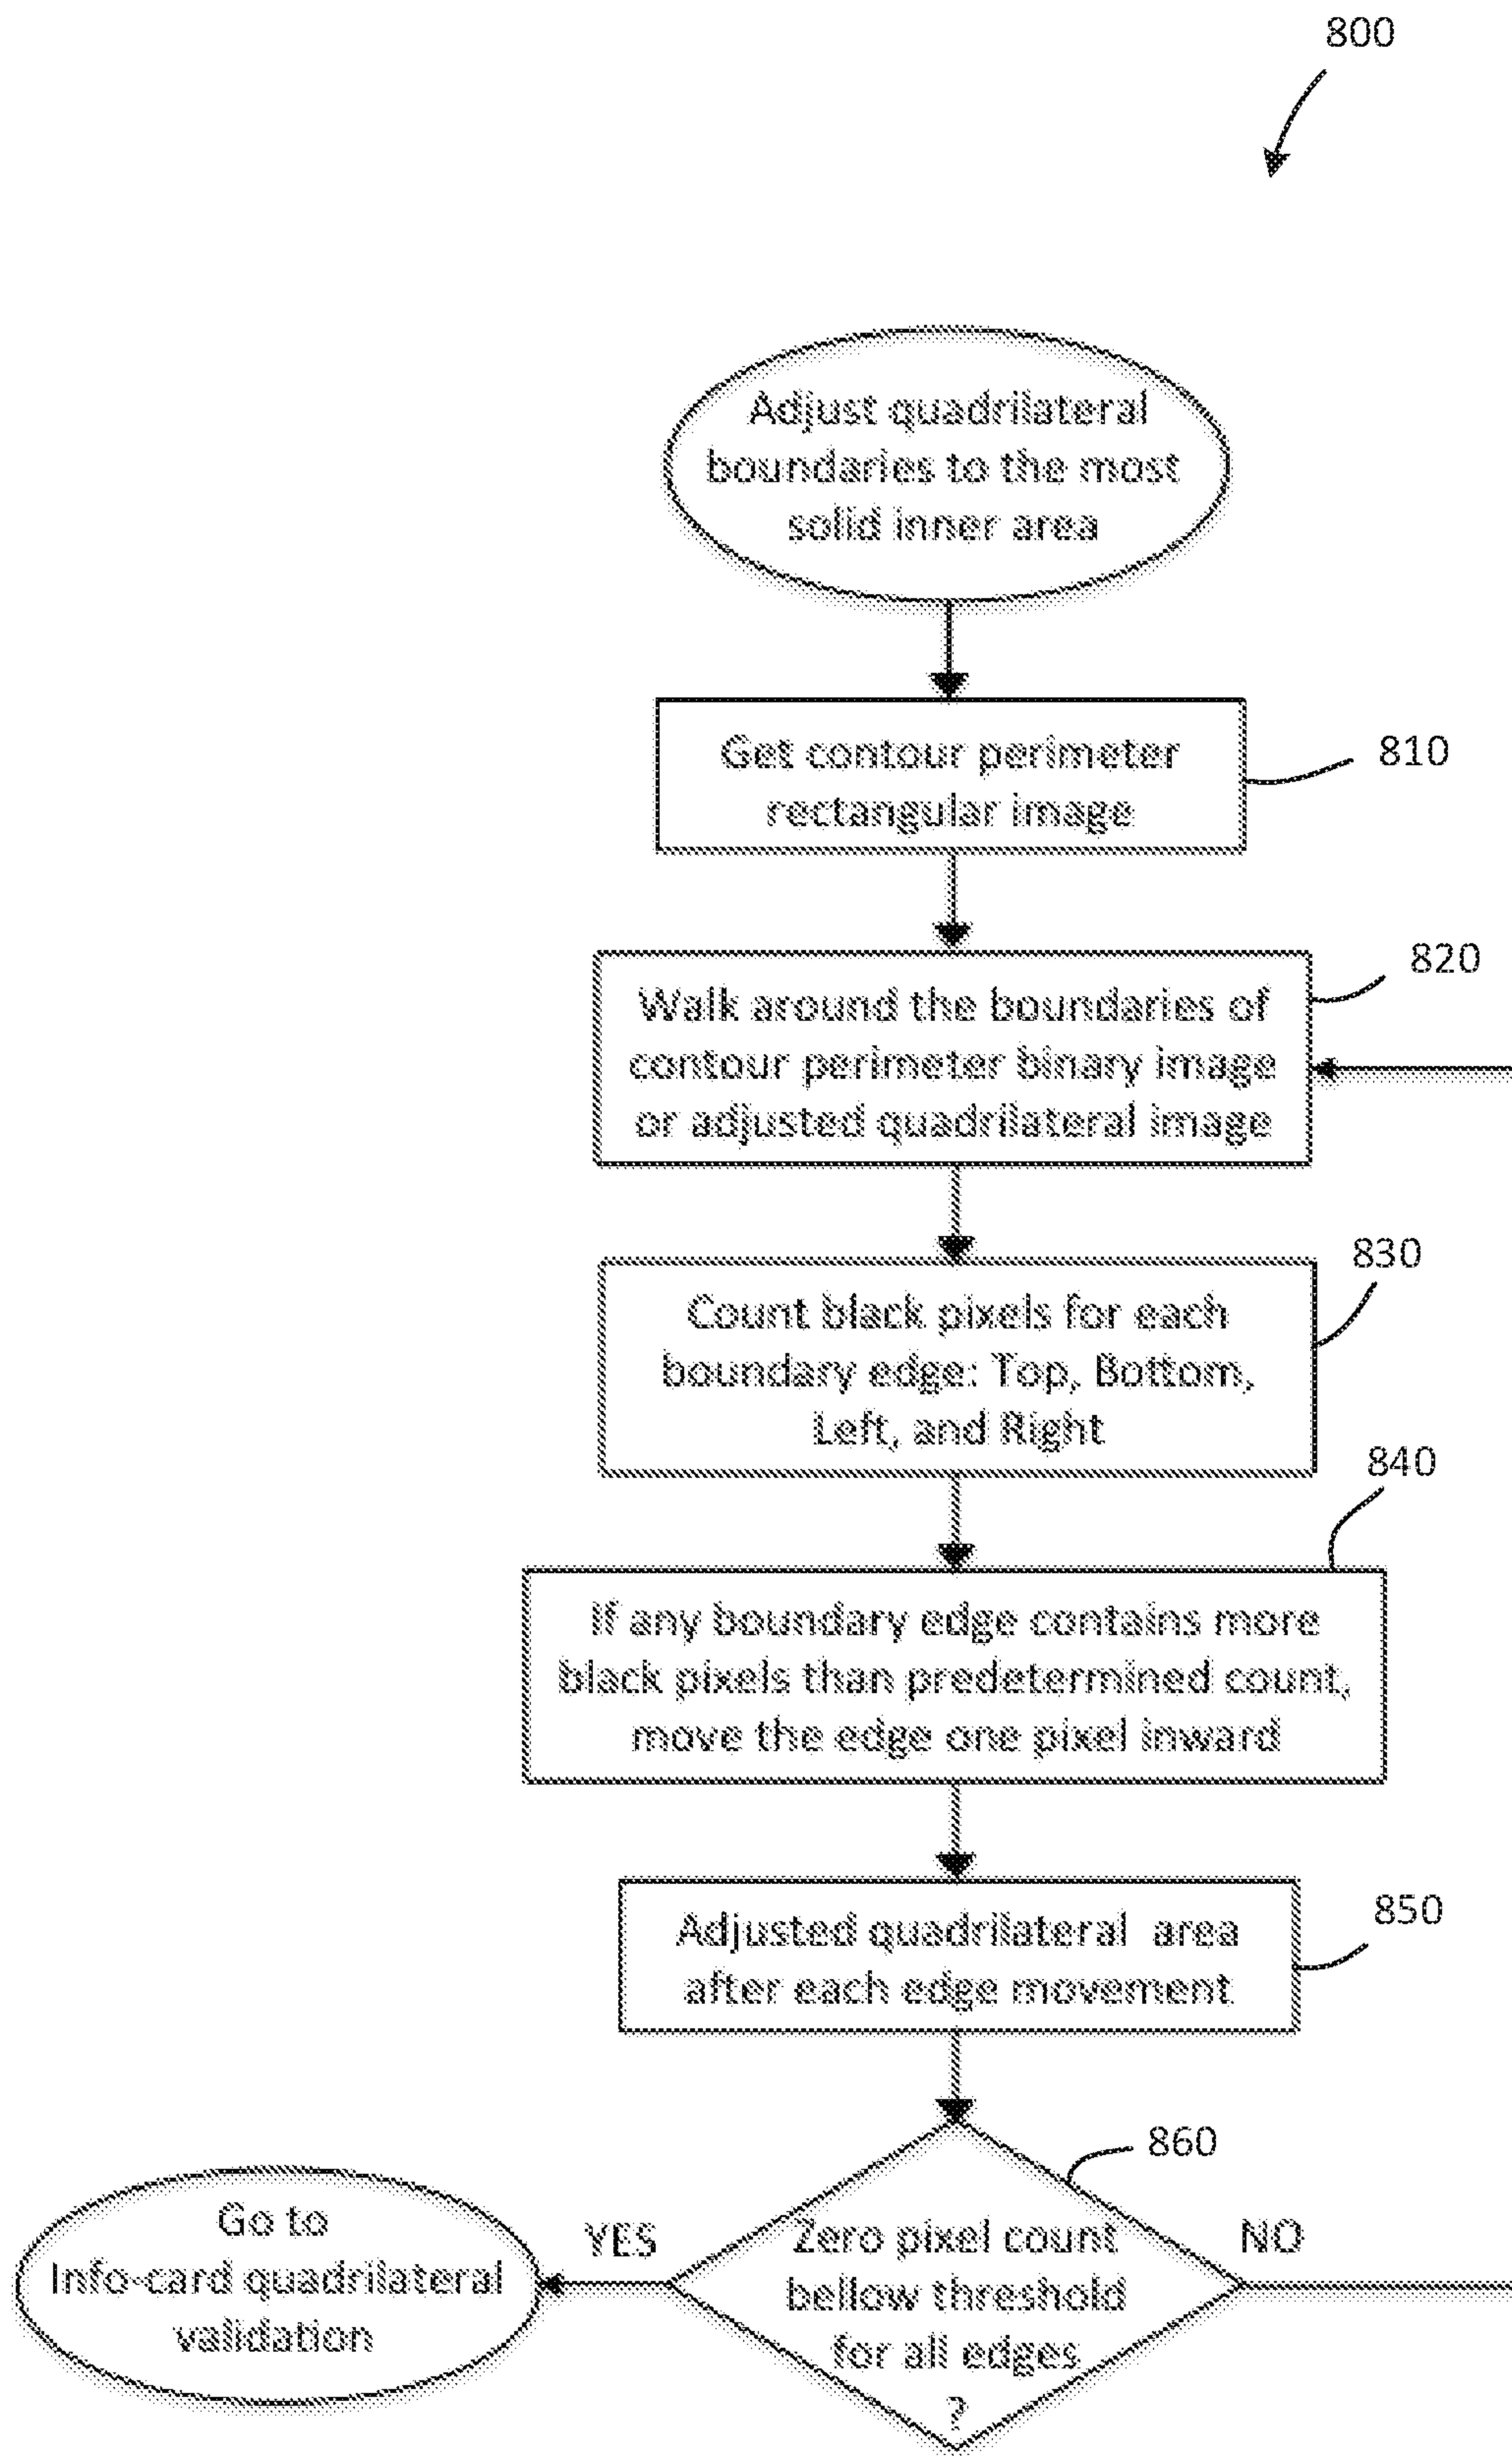 800
Adjust quadrilateral
boundaries to the most
solid inner area
Get contour perimeter
rectangular image
810
820
Walk around the boundaries of
contour perimeter binary image
or adjusted quadrilateral image
830
Count black pixels for each
boundary edge: Top, Bottom,
Left, and Right
840
If any boundary edge contains more
black pixels than predetermined count,
move the edge one pixel inward
850
Adjusted quadrilateral area
after each edge movement
860
Zero pixel count
bellow threshold
for all edges
?
YES
NO
Go to
Info-card quadrilateral
validation